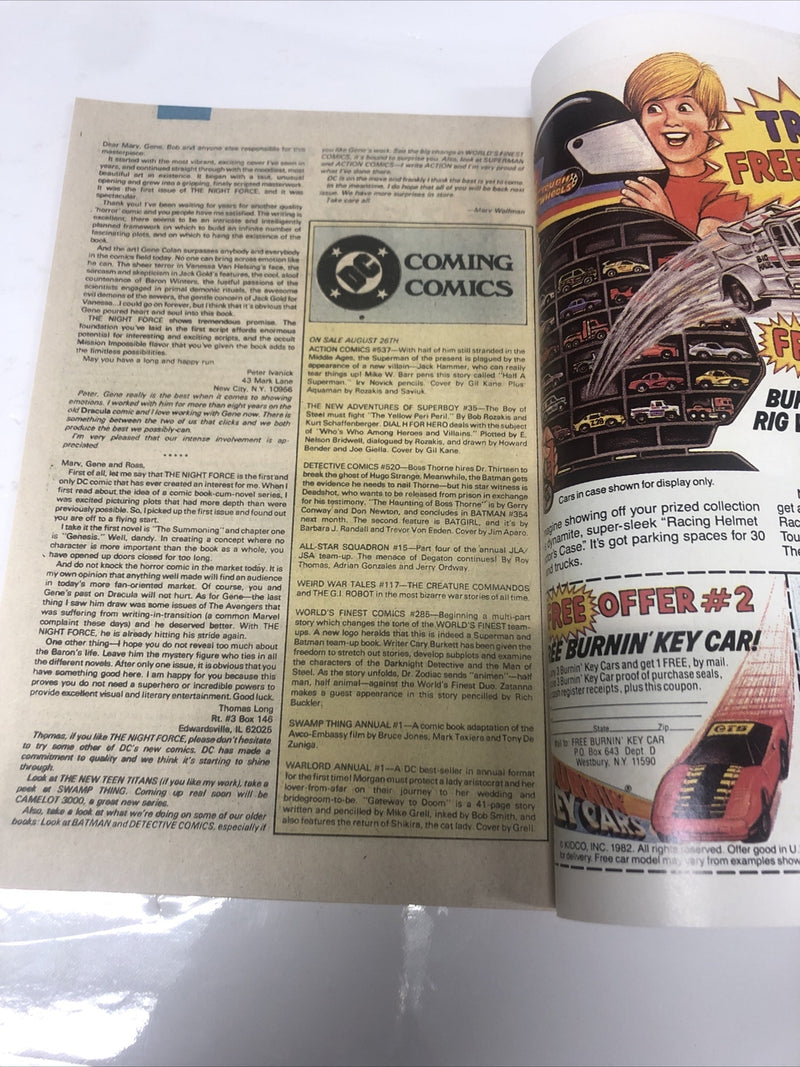 Dear Marv, Gene, Bob and anyone else responsible for this
masterpiece:
It started with the most vibrant, exciting cover I've seen in
years, and continued straight through with the moodiest, most
beautiful art in existence. It began with a taut, unusual
opening and grew into a gripping, finely scripted masterwork.
It was the first issue of THE NIGHT FORCE, and it was
spectacular.
Thank you! I've been waiting for years for another quality
"horror" comic and you people have me satisfied. The writing is
excellent; there seems to be an intricate and intelligently
planned framework on which to build an infinite number of
fascinating plots, and on which to hang the existence of the
book.
And the art! Gene Colan surpasses anybody and everybody
in the comics field today. No one can bring across emotion like
he can. The sheer terror in Vanessa Van Helsing's face, the
sarcasm and skepticism in Jack Gold's features, the cool, aloof
countenance of Baron Winters, the lustful passions of the
scientists engaged in primal demonic rituals, the awesome
evil demone of the sewers, the gentle concern of Jack Gold for
Vanessa...I could go on forever, but I think that it's obvious that
Gene poured heart and soul into this book.
THE NIGHT FORCE shows tremendous promise. The
foundation you've laid in the first script affords enormous
potential for interesting and exciting scripts, and the occult
Mission Impossible flavor that you've given the book adds to
the limitless possibilities.
May you have a long and happy run.
Peter Ivanick
43 Mark Lane
New City, N.Y. 10956
Peter, Gene really is the best when it comes to showing
emotions. I worked with him for more than eight years on the
old Dracula comic and I love working with Gene now. There is
something between the two of us that clicks and we both
produce the best we possibly can.
I'm very pleased that our intense involvement is ap-
preciated.
*****
Marv, Gene and Ross,
First of all, let me say that THE NIGHT FORCE is the first and
only DC comic that has ever created an interest for me. When I
first read about the idea of a comic book-cum-novel series, I
was excited picturing plots that had more depth than were
previously possible. So, I picked up the first issue and found out
you are off to a flying start.
I take it the first novel is "The Summoning" and chapter one
is "Genesis." Well, dandy. In creating a concept where no
character is more important than the book as a whole, you
have opened up doors closed for too long.
And do not knock the horror comic in the market today. It is
my own opinion that anything well made will find an audience
in today's more fan-oriented market. Of course, you and
Gene's past on Dracula will not hurt. As for Gene—the last
thing I saw him draw was some issues of The Avengers that
was suffering from writing-in-transition (a common Marvel
complaint these days) and he deserved better. With THE
NIGHT FORCE, he is already hitting his stride again.
One other thing—I hope you do not reveal too much about
the Baron's life. Leave him the mystery figure who ties in all
the different novels. After only one issue, it is obvious that you
have something good here. I am happy for you because this
proves you do not need a superhero or incredible powers to
provide excellent visual and literary entertainment. Good luck.
Thomas Long
Rt. #3 Box 146
Edwardsville, IL 62025
Thomas, if you like THE NIGHT FORCE, please don't hesitate
to try some other of DC's new comics. DC has made a
commitment to quality and we think it's starting to shine
through.
Look at THE NEW TEEN TITANS (if you like my work), take a
peek at SWAMP THING. Coming up real soon will be
CAMELOT 3000, a great new series.
Also, take a look at what we're doing on some of our older
books. Look at BATMAN and DETECTIVE COMICS, especially if
you like Gene's work. See the big change in WORLD'S FINEST
COMICS, it's bound to surprise you. Also, look at SUPERMAN
and ACTION COMICS—I write ACTION and I'm very proud of
what I've done there.
DC is on the move and frankly I think the best is yet to come.
In the meantime, I do hope that all of you will be back next
issue. We have more surprises in store.
Take care all
—Marv Wolfman
DC
COMING
COMICS
ON SALE AUGUST 26TH
ACTION COMICS #537—With half of him still stranded in the
Middle Ages, the Superman of the present is plagued by the
appearance of a new villain—Jack Hammer, who can really
tear things up! Mike W. Barr pens this story called "Half A
Superman." Irv Novick pencils. Cover by Gil Kane. Plus:
Aquaman by Rozakis and Saviuk.
THE NEW ADVENTURES OF SUPERBOY #35—The Boy of
Steel must fight "The Yellow Peri Peril." By Bob Rozakis and
Kurt Schaffenberger. DIAL H FOR HERO deals with the subject
of "Who's Who Among Heroes and Villains." Plotted by E.
Nelson Bridwell, dialogued by Rozakis, and drawn by Howard
Bender and Joe Giella. Cover by Gil Kane.
DETECTIVE COMICS #520—Boss Thorne hires Dr. Thirteen to
break the ghost of Hugo Strange. Meanwhile, the Batman gets
the evidence he needs to nail Thorne—but his star witness is
Deadshot, who wants to be released from prison in exchange
for his testimony, "The Haunting of Boss Thorne" is by Gerry
Conway and Don Newton, and concludes in BATMAN #354
next month. The second feature is BATGIRL, and it's by
Barbara J. Randall and Trevor Von Eeden. Cover by Jim Aparo.
ALL-STAR SQUADRON #15—Part four of the annual JLA/
JSA team-up. The menace of Degaton continues! By Roy
Thomas, Adrian Gonzales and Jerry Ordway.
WEIRD WAR TALES #117—THE CREATURE COMMANDOS
and THE G.I. ROBOT in the most bizarre war stories of all time.
WORLD'S FINEST COMICS #285—Beginning a multi-part
story which changes the tone of the WORLD'S FINEST team-
ups. A new logo heralds that this is indeed a Superman and
Batman team-up book. Writer Cary Burkett has been given the
freedom to stretch out stories, develop subplots and examine
the characters of the Darknight Detective and the Man of
Steel. As the story unfolds, Dr. Zodiac sends "animen"—half
man, half animal—against the World's Finest Duo. Zatanna
makes a guest appearance in this story pencilled by Rich
Buckler.
SWAMP THING ANNUAL #1—A comic book adaptation of the
Avco-Embassy film by Bruce Jones, Mark Texiera and Tony De
Zuniga.
WARLORD ANNUAL #1—A DC best-seller in annual format
for the first time! Morgan must protect a lady aristocrat and her
lover-from-afar on their journey to her wedding and
bridegroom-to-be. "Gateway to Doom" is a 41-page story
written and pencilled by Mike Grell, inked by Bob Smith, and
also features the return of Shikira, the cat lady. Cover by Grell.
FREE
BU
RIG
Cars in case shown for display only.
showing off your prized collection
dynamite, super-sleek "Racing Helmet
Case." It's got parking spaces for 30
trucks.
get
Rac
Tou
The
FREE OFFER #2
BURNIN' KEY CAR!
Burnin' Key Cars and get 1 FREE, by mail.
3 Burnin' Key Car proof of purchase seals,
register receipts, plus this coupon.
State Zip
to: FREE BURNIN' KEY CAR
P.O. Box 643 Dept D
Westbury, N.Y. 11590
GTS
KEY CARS
© KIDCO, INC. 1982. All rights reserved. Offer good in U.
for delivery. Free car model may vary from examples show